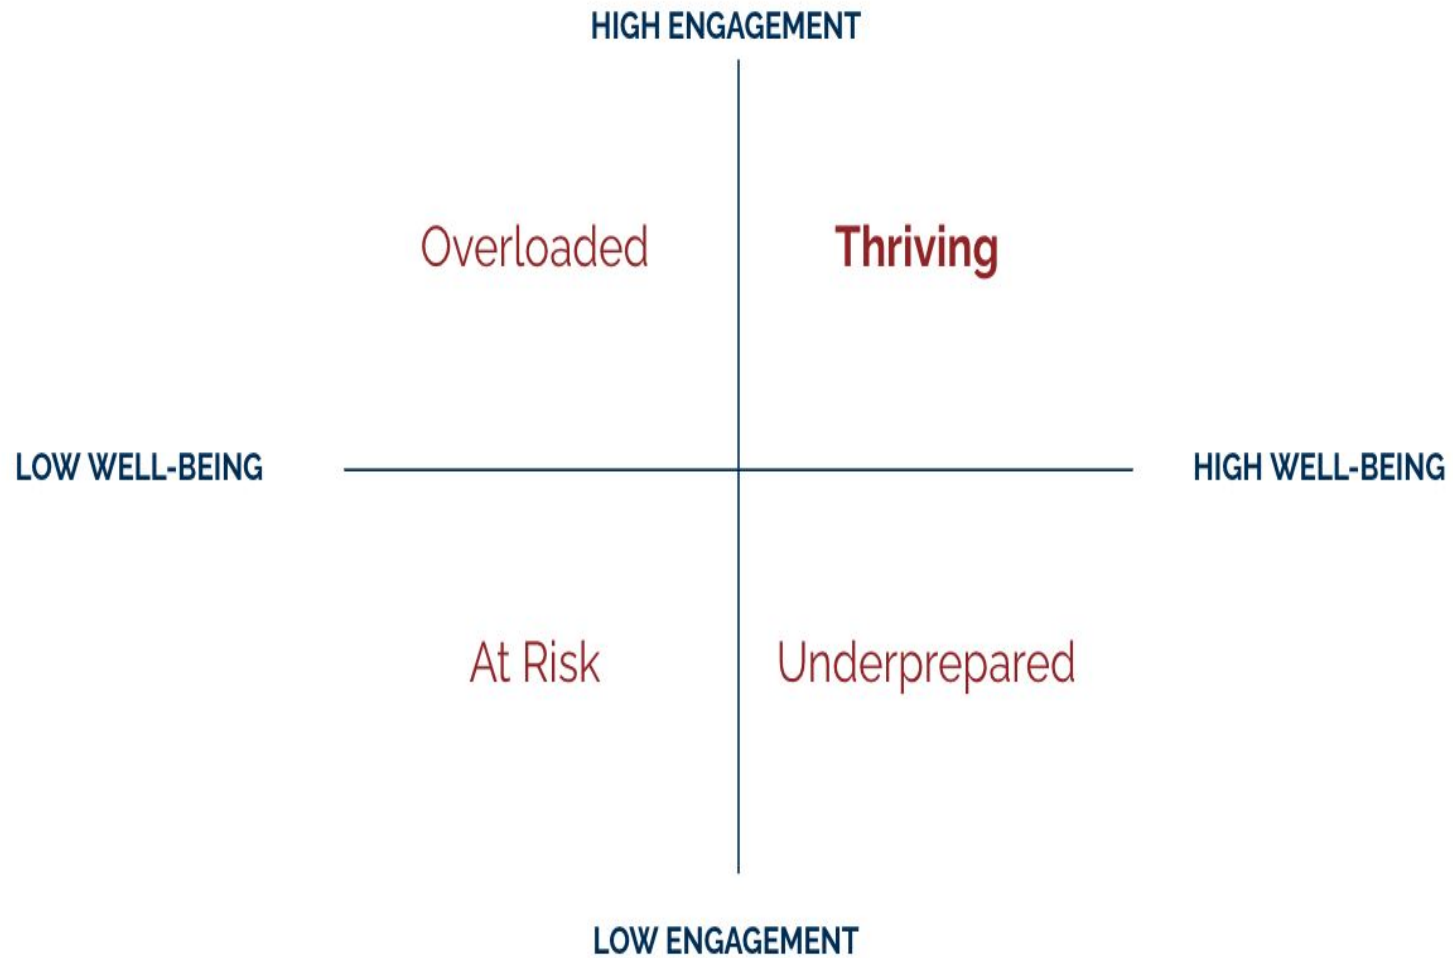 HIGH ENGAGEMENT
Overloaded
Thriving
LOW WELL-BEING
HIGH WELL-BEING
At Risk
Underprepared
LOW ENGAGEMENT